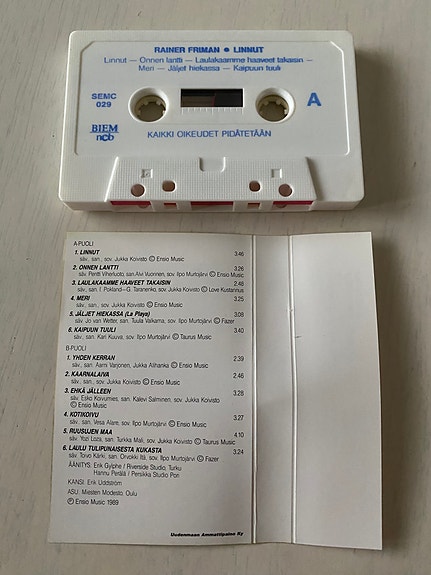 RAINER FRIMAN ● LINNUT
Linnut — Onnen lantti — Laulakaamme haaveet takaisin —
Meri — Jäljet hiekassa — Kaipuun tuuli
SEMC
029
A
BIEM
ncb
KAIKKI OIKEUDET PIDÄTETÄÄN
A-PUOLI
1. LINNUT 3.46
säv., san., sov. Jukka Koivisto © Ensio Music
2. ONNEN LANTTI 3.26
säv. Pentti Viherluoto, san. Alvi Vuorinen, sov. Ilpo Murtojärvi © Ensio Music
3. LAULAKAAMME HAAVEET TAKAISIN 2.48
säv., san. I. Pokland—G. Taranenko, sov. Jukka Koivisto © Love Kustannus
4. MERI 3.25
säv., san., sov. Jukka Koivisto © Ensio Music
5. JÄLJET HIEKASSA (La Playa) 3.08
säv. Jo van Wetter, san. Tuula Valkama, sov. Ilpo Murtojärvi © Fazer
6. KAIPUUN TUULI 3.40
säv., san. Kari Kuuva, sov. Ilpo Murtojärvi © Taurus Music
B-PUOLI
1. YHDEN KERRAN 2.39
säv., san. Aarni Varjonen, Jukka Alihanka © Ensio Music
2. KAARNALAIVA 2.46
säv., san., sov. Jukka Koivisto © Ensio Music
3. EHKÄ JÄLLEEN 3.28
säv. Esko Koivumies, san. Kalevi Salminen, sov. Jukka Koivisto
© Ensio Music
4. KOTIKOIVU 3.27
säv., san. Vesa Alare, sov. Ilpo Murtojärvi © Ensio Music
5. RUUSUJEN MAA 4.10
säv. Yozi Loza, san. Turkka Mali, sov. Jukka Koivisto © Taurus Music
6. LAULU TULIPUNAISESTA KUKASTA 3.24
säv. Toivo Kärki, san. Orvokki Itä, sov. Ilpo Murtojärvi © Fazer
ÄÄNITYS: Erik Gylphe / Riverside Studio, Turku
Hannu Perälä / Persikka Studio Pori
KANSI: Erik Uddström
ASU: Miesten Modesto, Oulu
℗ Ensio Music 1989
Uudenmaan Ammattipaino Ky